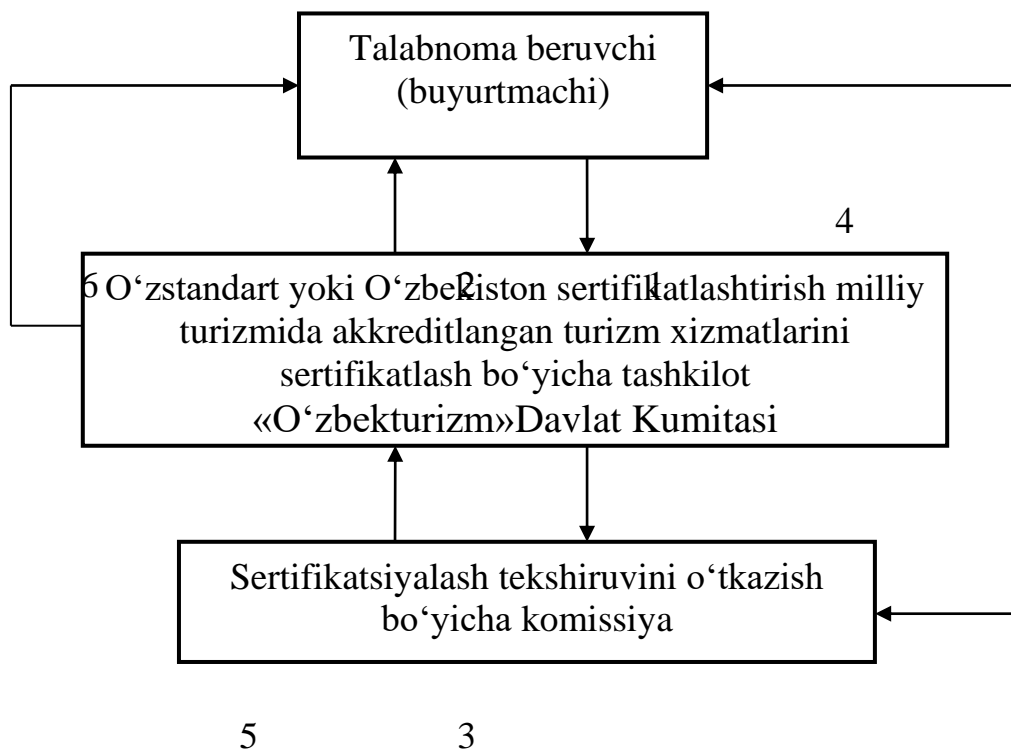 Talabnoma beruvchi
(buyurtmachi)
4
6 2 1
O‘zstandart yoki O‘zbekiston sertifikatlashtirish milliy
turizmida akkreditlangan turizm xizmatlarini
sertifikatlash bo‘yicha tashkilot
«O‘zbekturizm»Davlat Kumitasi
Sertifikatsiyalash tekshiruvini o‘tkazish
bo‘yicha komissiya
5 3